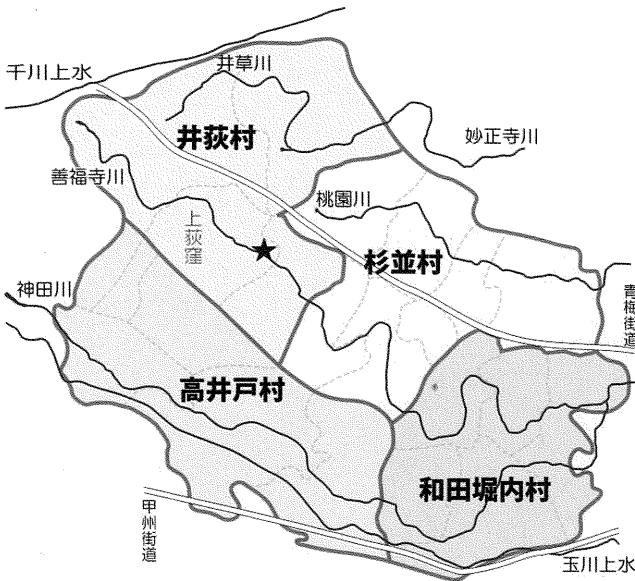 千川上水
井草川
井荻村
妙正寺川
善福寺川
桃園川
上荻窪
杉並村
神田川
青梅街道
高井戸村
和田堀内村
甲州街道
玉川上水